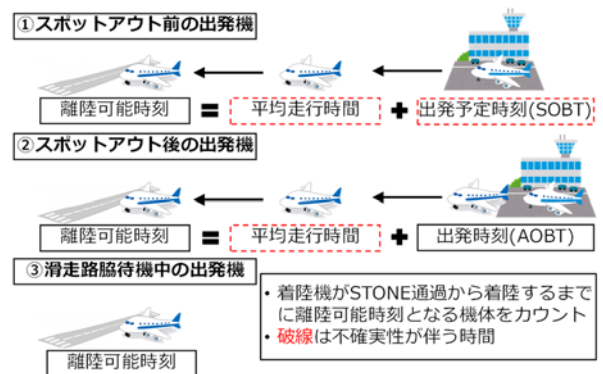 ①スポットアウト前の出発機
離陸可能時刻 = 平均走行時間 + 出発予定時刻(SOBT)
②スポットアウト後の出発機
離陸可能時刻 = 平均走行時間 + 出発時刻(AOBT)
③滑走路脇待機中の出発機
離陸可能時刻
• 着陸機がSTONE通過から着陸するまで
に離陸可能時刻となる機体をカウント
• 破線は不確実性が伴う時間